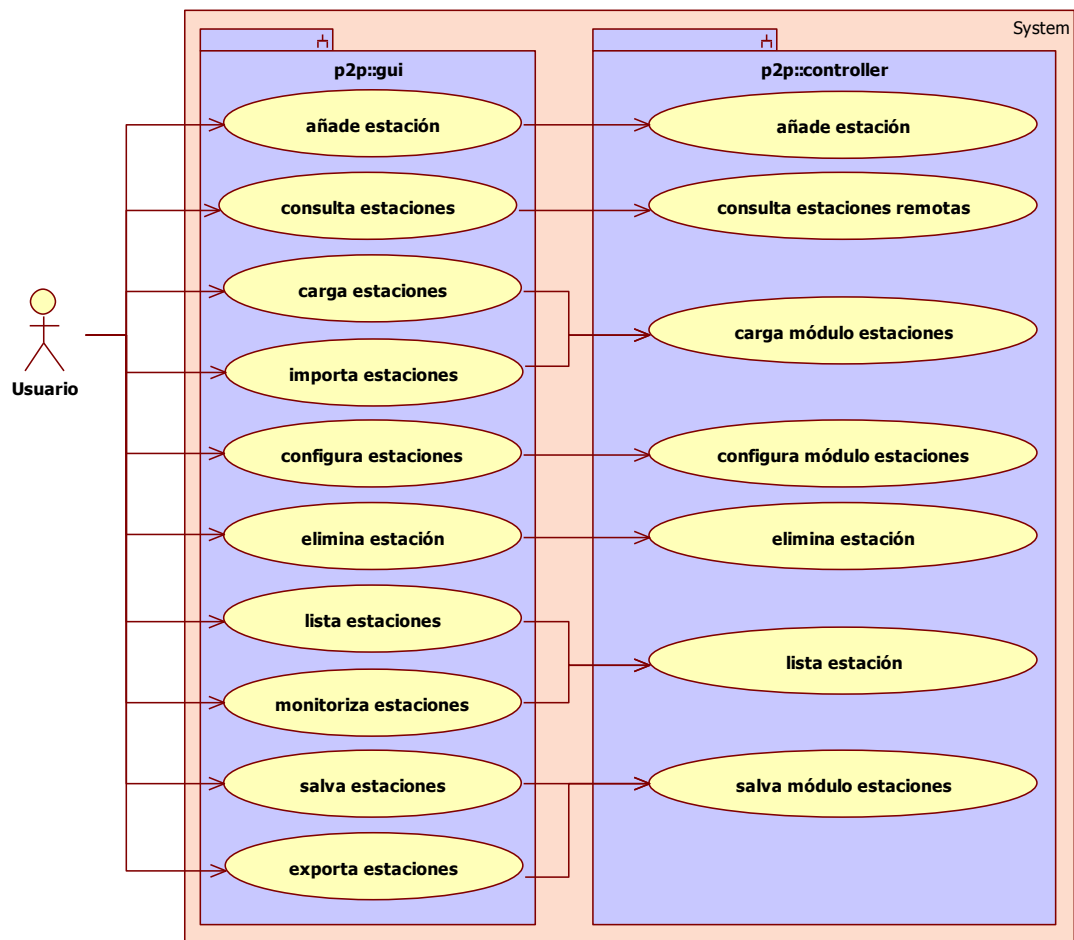 System
p2p::gui
p2p::controller
añade estación
añade estación
consulta estaciones
consulta estaciones remotas
carga estaciones
carga módulo estaciones
importa estaciones
Usuario
configura estaciones
configura módulo estaciones
elimina estación
elimina estación
lista estaciones
lista estación
monitoriza estaciones
salva estaciones
salva módulo estaciones
exporta estaciones